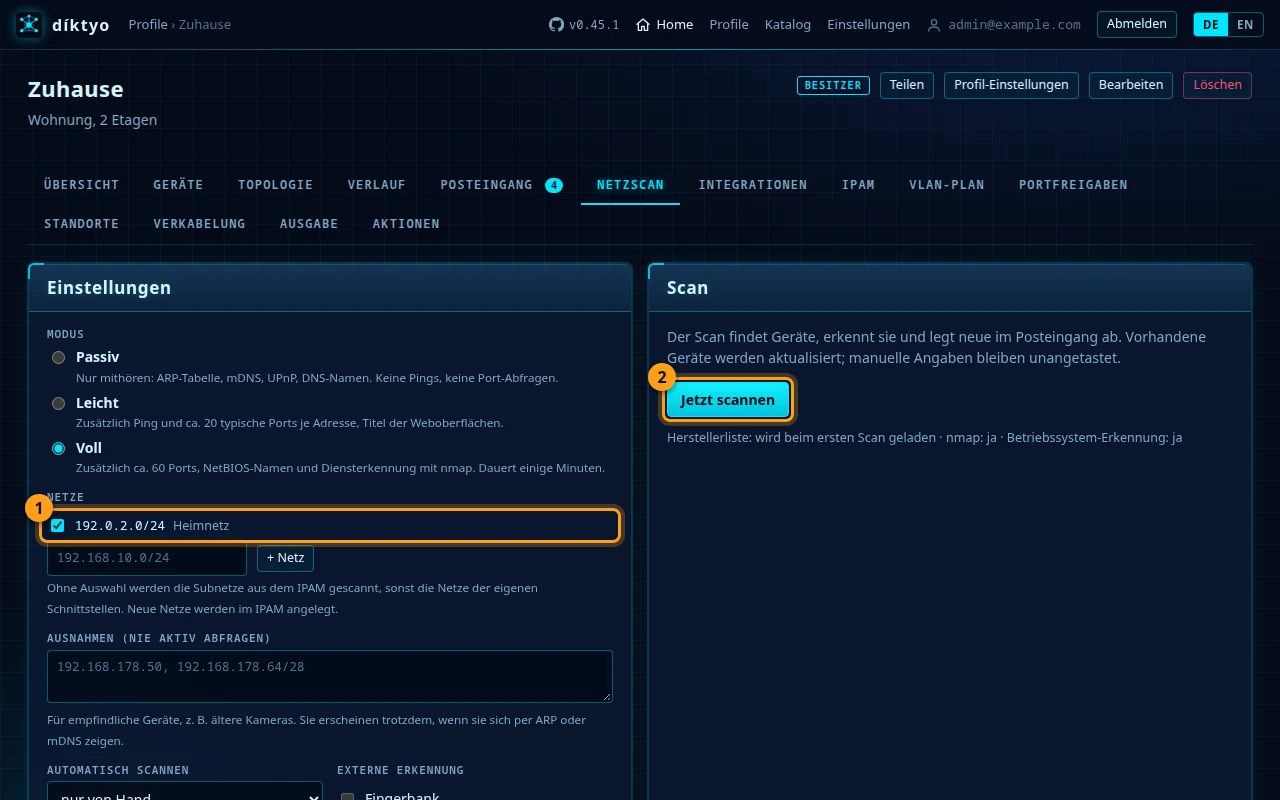 díktyo
Profile › Zuhause
v0.45.1
Home
Profile
Katalog
Einstellungen
admin@example.com
Abmelden
DE
EN
Zuhause
Wohnung, 2 Etagen
BESITZER
Teilen
Profil-Einstellungen
Bearbeiten
Löschen
ÜBERSICHT
GERÄTE
TOPOLOGIE
VERLAUF
POSTEINGANG 4
NETZSCAN
INTEGRATIONEN
IPAM
VLAN-PLAN
PORTFREIGABEN
STANDORTE
VERKABELUNG
AUSGABE
AKTIONEN
Einstellungen
MODUS
Passiv
Nur mithören: ARP-Tabelle, mDNS, UPnP, DNS-Namen. Keine Pings, keine Port-Abfragen.
Leicht
Zusätzlich Ping und ca. 20 typische Ports je Adresse, Titel der Weboberflächen.
Voll
Zusätzlich ca. 60 Ports, NetBIOS-Namen und Diensterkennung mit nmap. Dauert einige Minuten.
NETZE
1
192.0.2.0/24 Heimnetz
192.168.10.0/24
+ Netz
Ohne Auswahl werden die Subnetze aus dem IPAM gescannt, sonst die Netze der eigenen
Schnittstellen. Neue Netze werden im IPAM angelegt.
AUSNAHMEN (NIE AKTIV ABFRAGEN)
192.168.178.50, 192.168.178.64/28
Für empfindliche Geräte, z. B. ältere Kameras. Sie erscheinen trotzdem, wenn sie sich per ARP oder
mDNS zeigen.
AUTOMATISCH SCANNEN
nur von Hand
EXTERNE ERKENNUNG
Fingerbank
Scan
Der Scan findet Geräte, erkennt sie und legt neue im Posteingang ab. Vorhandene
Geräte werden aktualisiert; manuelle Angaben bleiben unangetastet.
2
Jetzt scannen
Herstellerliste: wird beim ersten Scan geladen · nmap: ja · Betriebssystem-Erkennung: ja